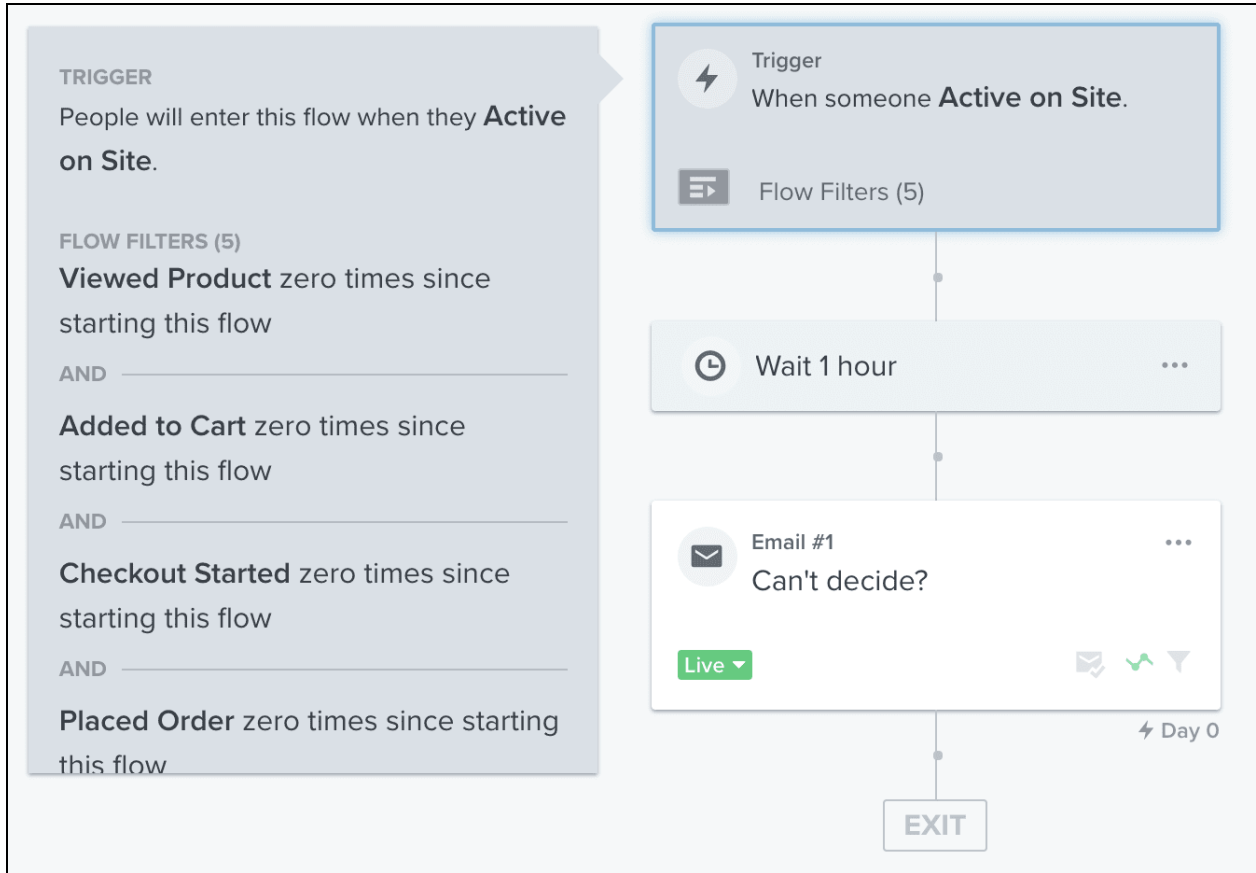 TRIGGER
People will enter this flow when they Active
on Site.
FLOW FILTERS (5)
Viewed Product zero times since
starting this flow
AND
Added to Cart zero times since
starting this flow
AND
Checkout Started zero times since
starting this flow
AND
Placed Order zero times since starting
this flow
Trigger
When someone Active on Site.
Flow Filters (5)
Wait 1 hour
Email #1
Can't decide?
Live
Day 0
EXIT